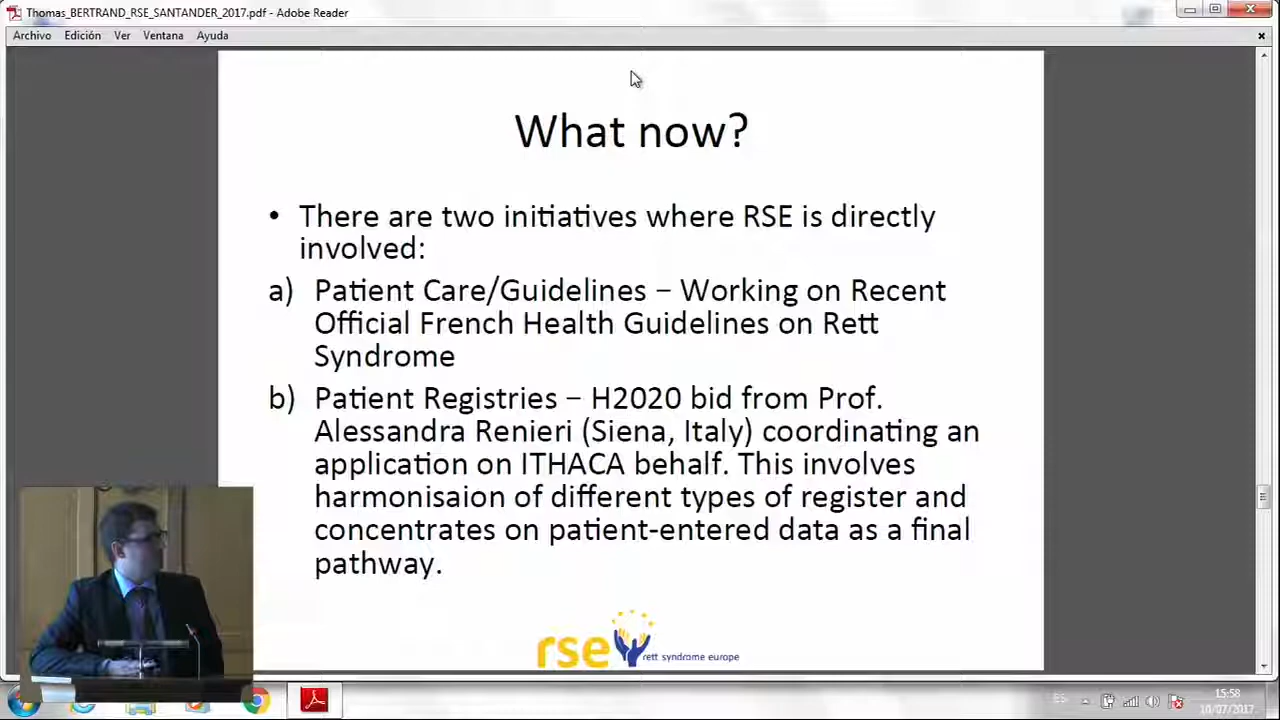 Thomas_BERTRAND_RSE_SANTANDER_2017.pdf - Adobe Reader
Archivo Edición Ver Ventana Ayuda
What now?
• There are two initiatives where RSE is directly
involved:
a) Patient Care/Guidelines – Working on Recent
Official French Health Guidelines on Rett
Syndrome
b) Patient Registries – H2020 bid from Prof.
Alessandra Renieri (Siena, Italy) coordinating an
application on ITHACA behalf. This involves
harmonisaion of different types of register and
concentrates on patient-entered data as a final
pathway.
rse rett syndrome europe
ES
15:58
10/07/2017